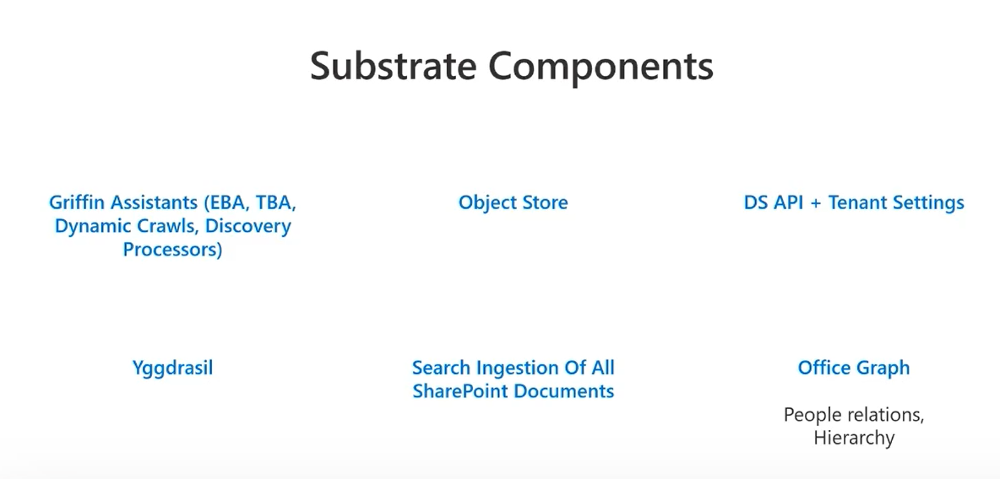 Substrate Components
Griffin Assistants (EBA, TBA,
Dynamic Crawls, Discovery
Processors)
Object Store
DS API + Tenant Settings
Yggdrasil
Search Ingestion Of All
SharePoint Documents
Office Graph
People relations,
Hierarchy